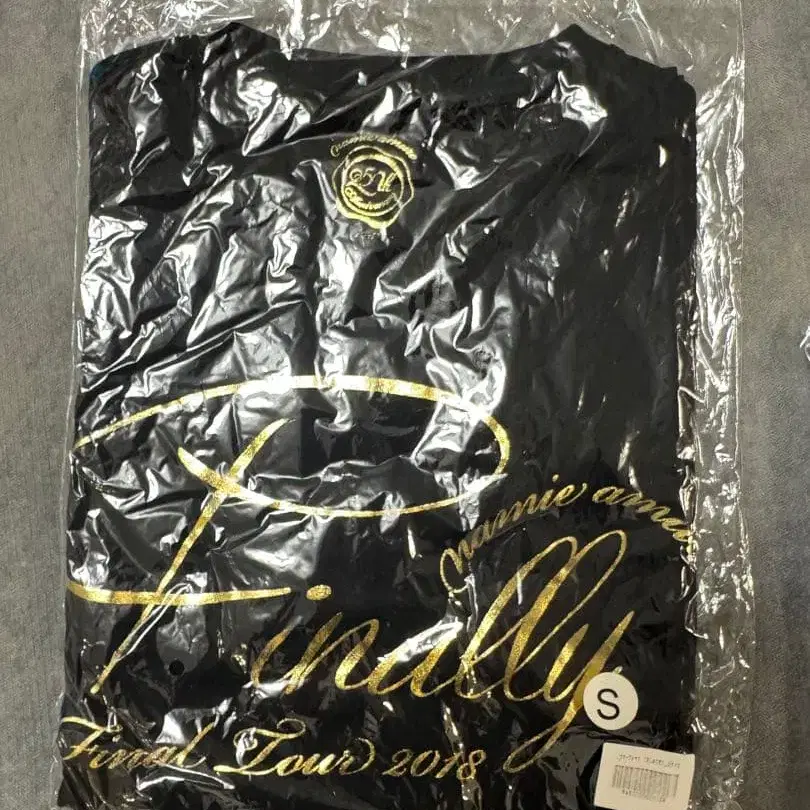 namie amuro
25th
namie amuro
Finally
Final Tour 2018
S